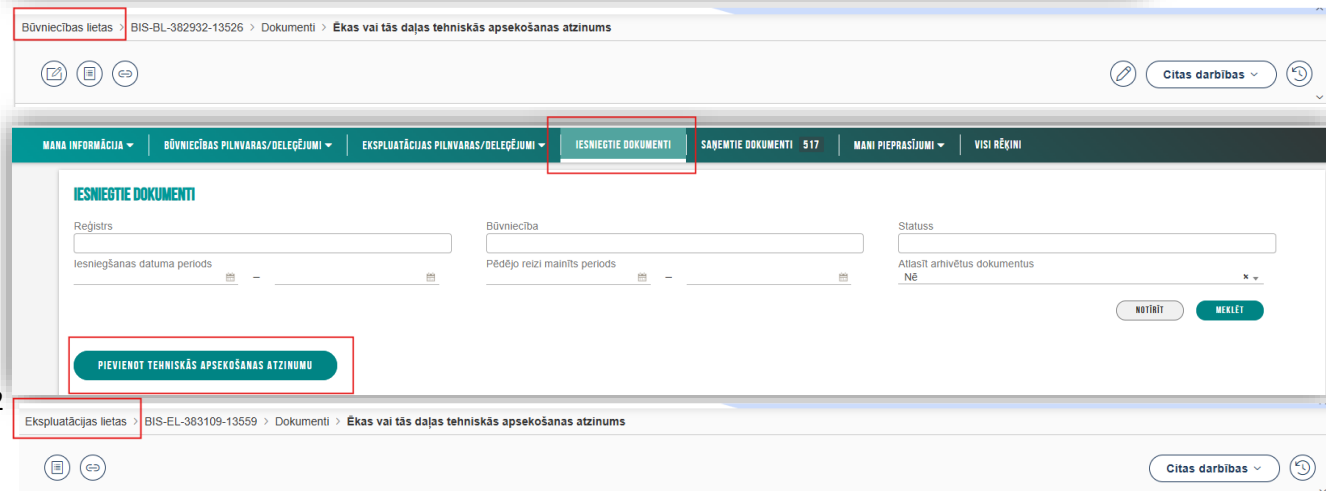 Būvniecības lietas > BIS-BL-382932-13526 > Dokumenti > Ēkas vai tās daļas tehniskās apsekošanas atzinums
Citas darbības
MANA INFORMĀCIJA BŪVNIECĪBAS PILNVARAS/DELEĢĒJUMI EKSPLUATĀCIJAS PILNVARAS/DELEĢĒJUMI IESNIEGTIE DOKUMENTI SAŅEMTIE DOKUMENTI 517 MANI PIEPRASĪJUMI VISI RĒĶINI
IESNIEGTIE DOKUMENTI
Reģistrs Būvniecība Statuss
Iesniegšanas datuma periods Pēdējo reizi mainīts periods Atlasīt arhivētus dokumentus
– – Nē ×
NOTĪRĪT MEKLĒT
PIEVIENOT TEHNISKĀS APSEKOŠANAS ATZINUMU
2
Ekspluatācijas lietas > BIS-EL-383109-13559 > Dokumenti > Ēkas vai tās daļas tehniskās apsekošanas atzinums
Citas darbības